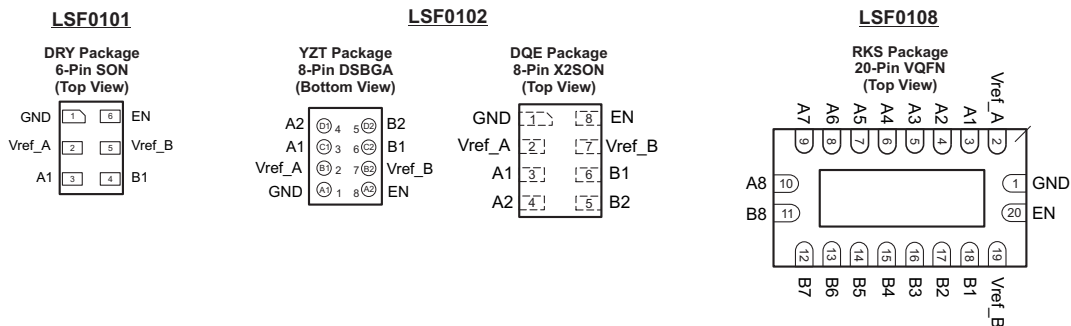 LSF0101
DRY Package
6-Pin SON
(Top View)
GND 1 6 EN
Vref_A 2 5 Vref_B
A1 3 4 B1
LSF0102
YZT Package
8-Pin DSBGA
(Bottom View)
A2 D1 4 5 D2 B2
A1 C1 3 6 C2 B1
Vref_A B1 2 7 B2 Vref_B
GND A1 1 8 A2 EN
DQE Package
8-Pin X2SON
(Top View)
GND 1 8 EN
Vref_A 2 7 Vref_B
A1 3 6 B1
A2 4 5 B2
LSF0108
RKS Package
20-Pin VQFN
(Top View)
A7 A6 A5 A4 A3 A2 A1 Vref_A
9 8 7 6 5 4 3 2
A8 10 1 GND
B8 11 20 EN
12 13 14 15 16 17 18 19
B7 B6 B5 B4 B3 B2 B1 Vref_B